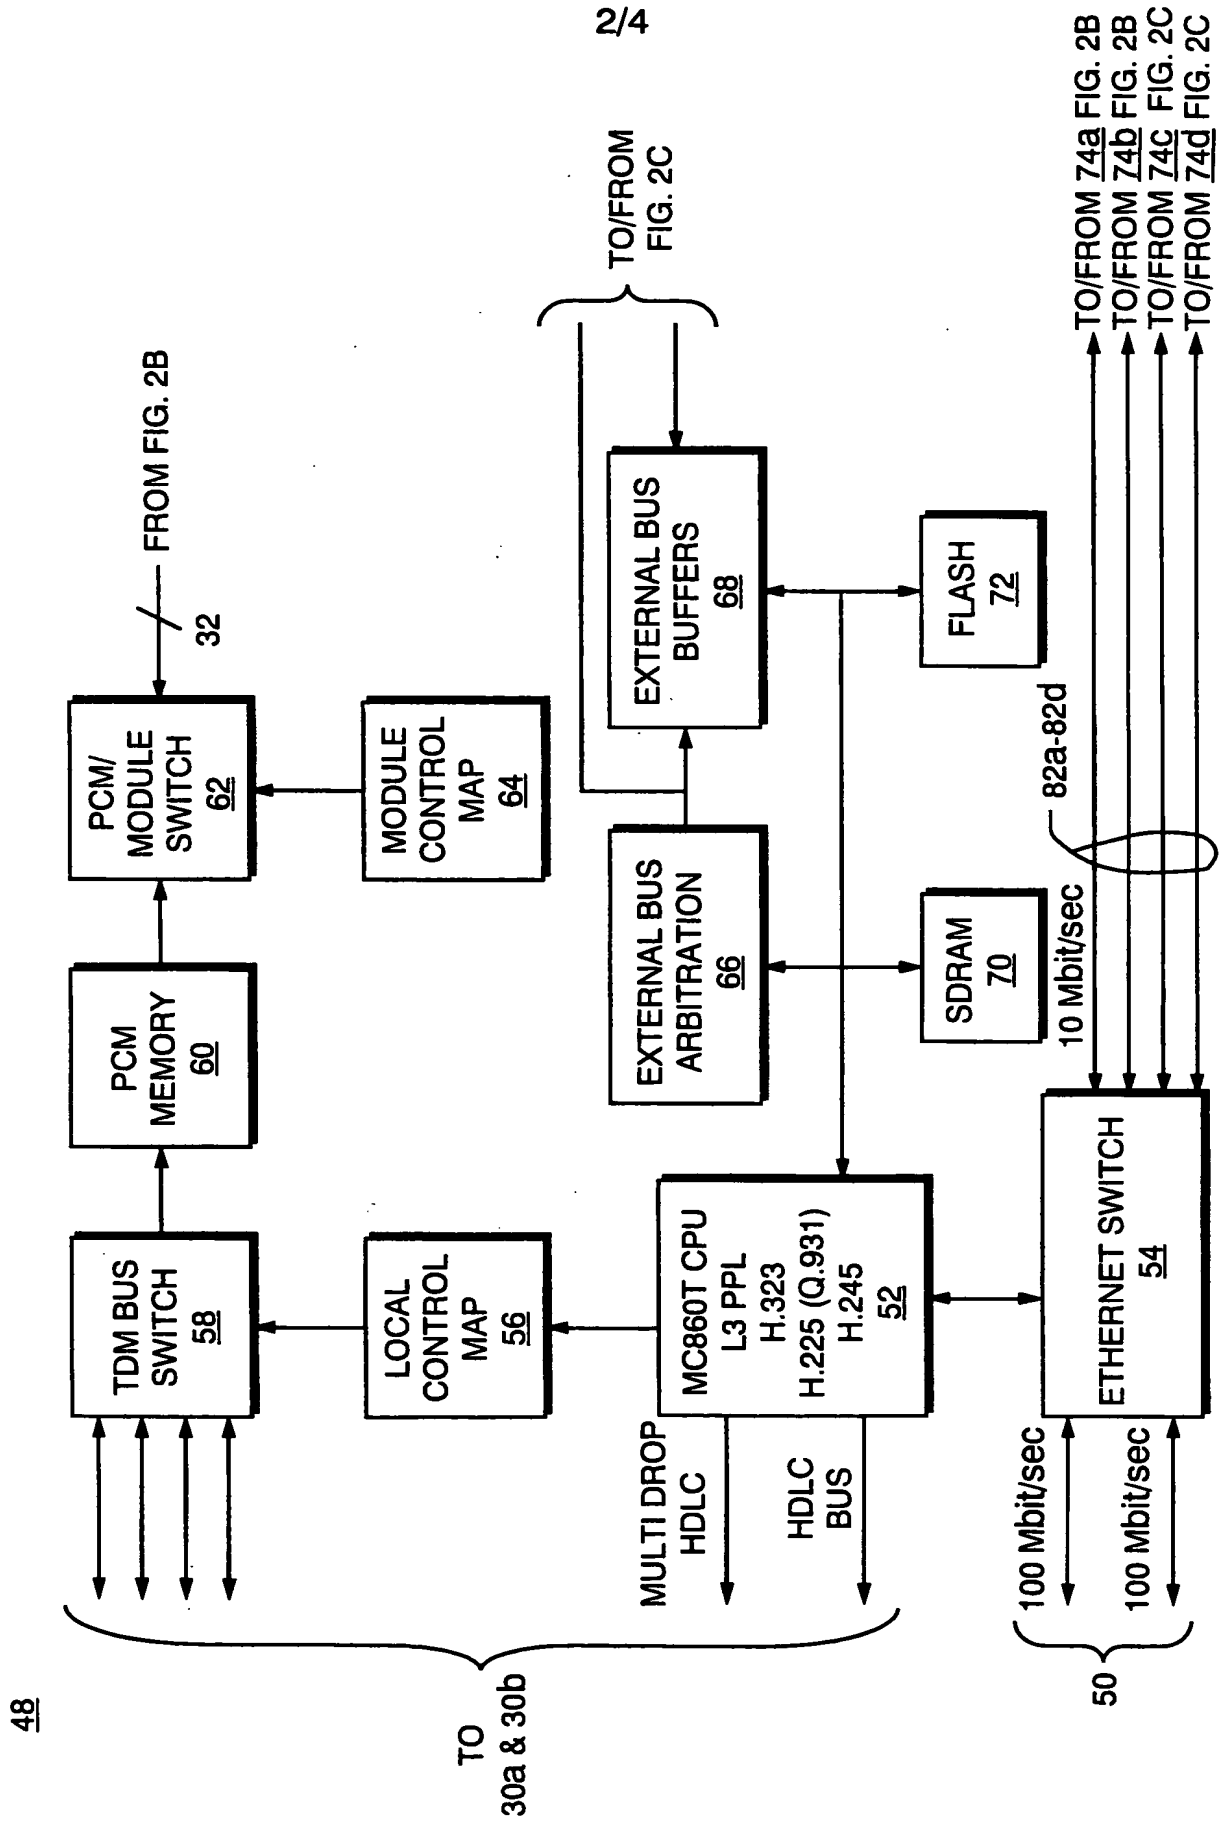 2/4
48
TO
30a & 30b
TDM BUS
SWITCH
58
PCM
MEMORY
60
PCM/
MODULE
SWITCH
62
FROM FIG. 2B
32
LOCAL
CONTROL
MAP
56
MODULE
CONTROL
MAP
64
MULTI DROP
HDLC
HDLC
BUS
MC860T CPU
L3 PPL
H.323
H.225 (Q.931)
H.245
52
EXTERNAL BUS
ARBITRATION
66
EXTERNAL BUS
BUFFERS
68
TO/FROM
FIG. 2C
SDRAM
70
FLASH
72
50
100 Mbit/sec
100 Mbit/sec
ETHERNET SWITCH
54
10 Mbit/sec
82a-82d
TO/FROM 74a FIG. 2B
TO/FROM 74b FIG. 2B
TO/FROM 74c FIG. 2C
TO/FROM 74d FIG. 2C